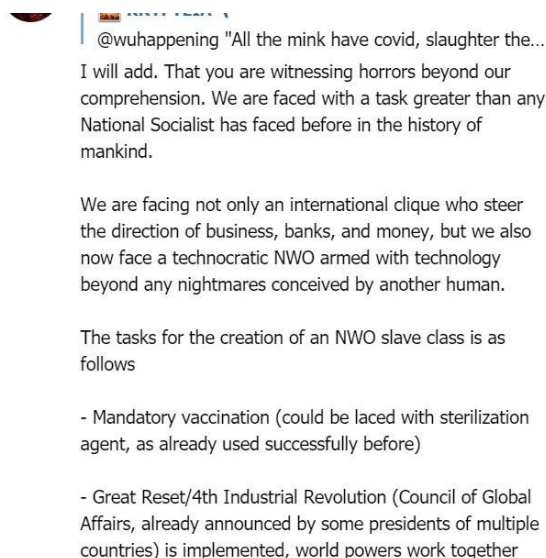 @wuhappening "All the mink have covid, slaughter the...
I will add. That you are witnessing horrors beyond our
comprehension. We are faced with a task greater than any
National Socialist has faced before in the history of
mankind.
We are facing not only an international clique who steer
the direction of business, banks, and money, but we also
now face a technocratic NWO armed with technology
beyond any nightmares conceived by another human.
The tasks for the creation of an NWO slave class is as
follows
- Mandatory vaccination (could be laced with sterilization
agent, as already used successfully before)
- Great Reset/4th Industrial Revolution (Council of Global
Affairs, already announced by some presidents of multiple
countries) is implemented, world powers work together